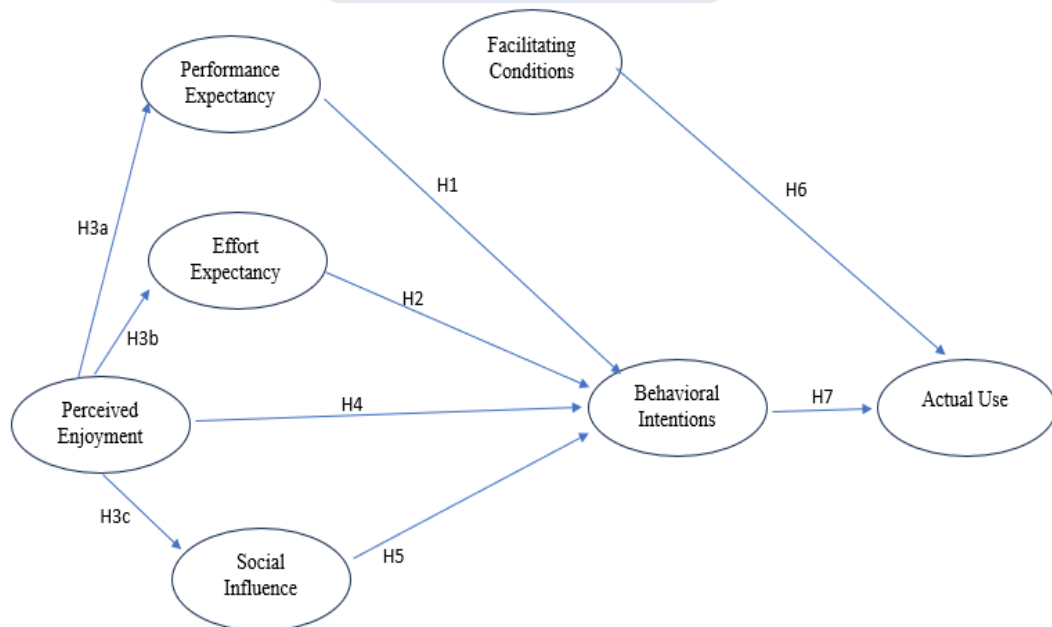 Facilitating
Conditions
Performance
Expectancy
H1
H6
H3a
Effort
Expectancy
H2
H3b
Perceived
Enjoyment
H4
Behavioral
Intentions
H7
Actual Use
H3c
H5
Social
Influence